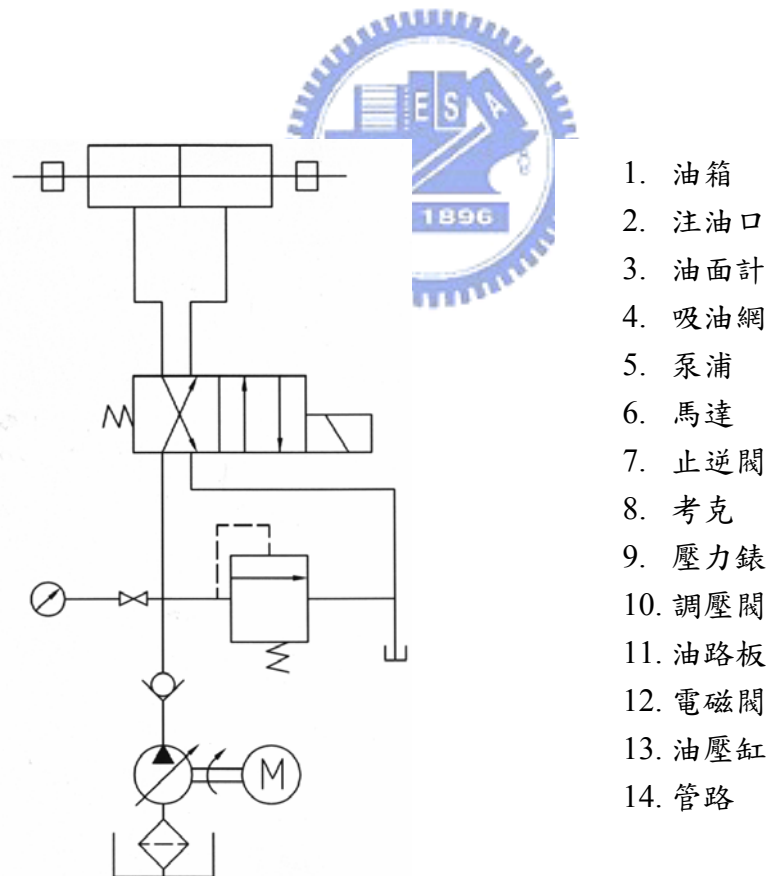 ES A
1896
1. 油箱
2. 注油口
3. 油面計
4. 吸油網
5. 泵浦
6. 馬達
7. 止逆閥
8. 考克
9. 壓力錶
10. 調壓閥
11. 油路板
12. 電磁閥
13. 油壓缸
14. 管路
M